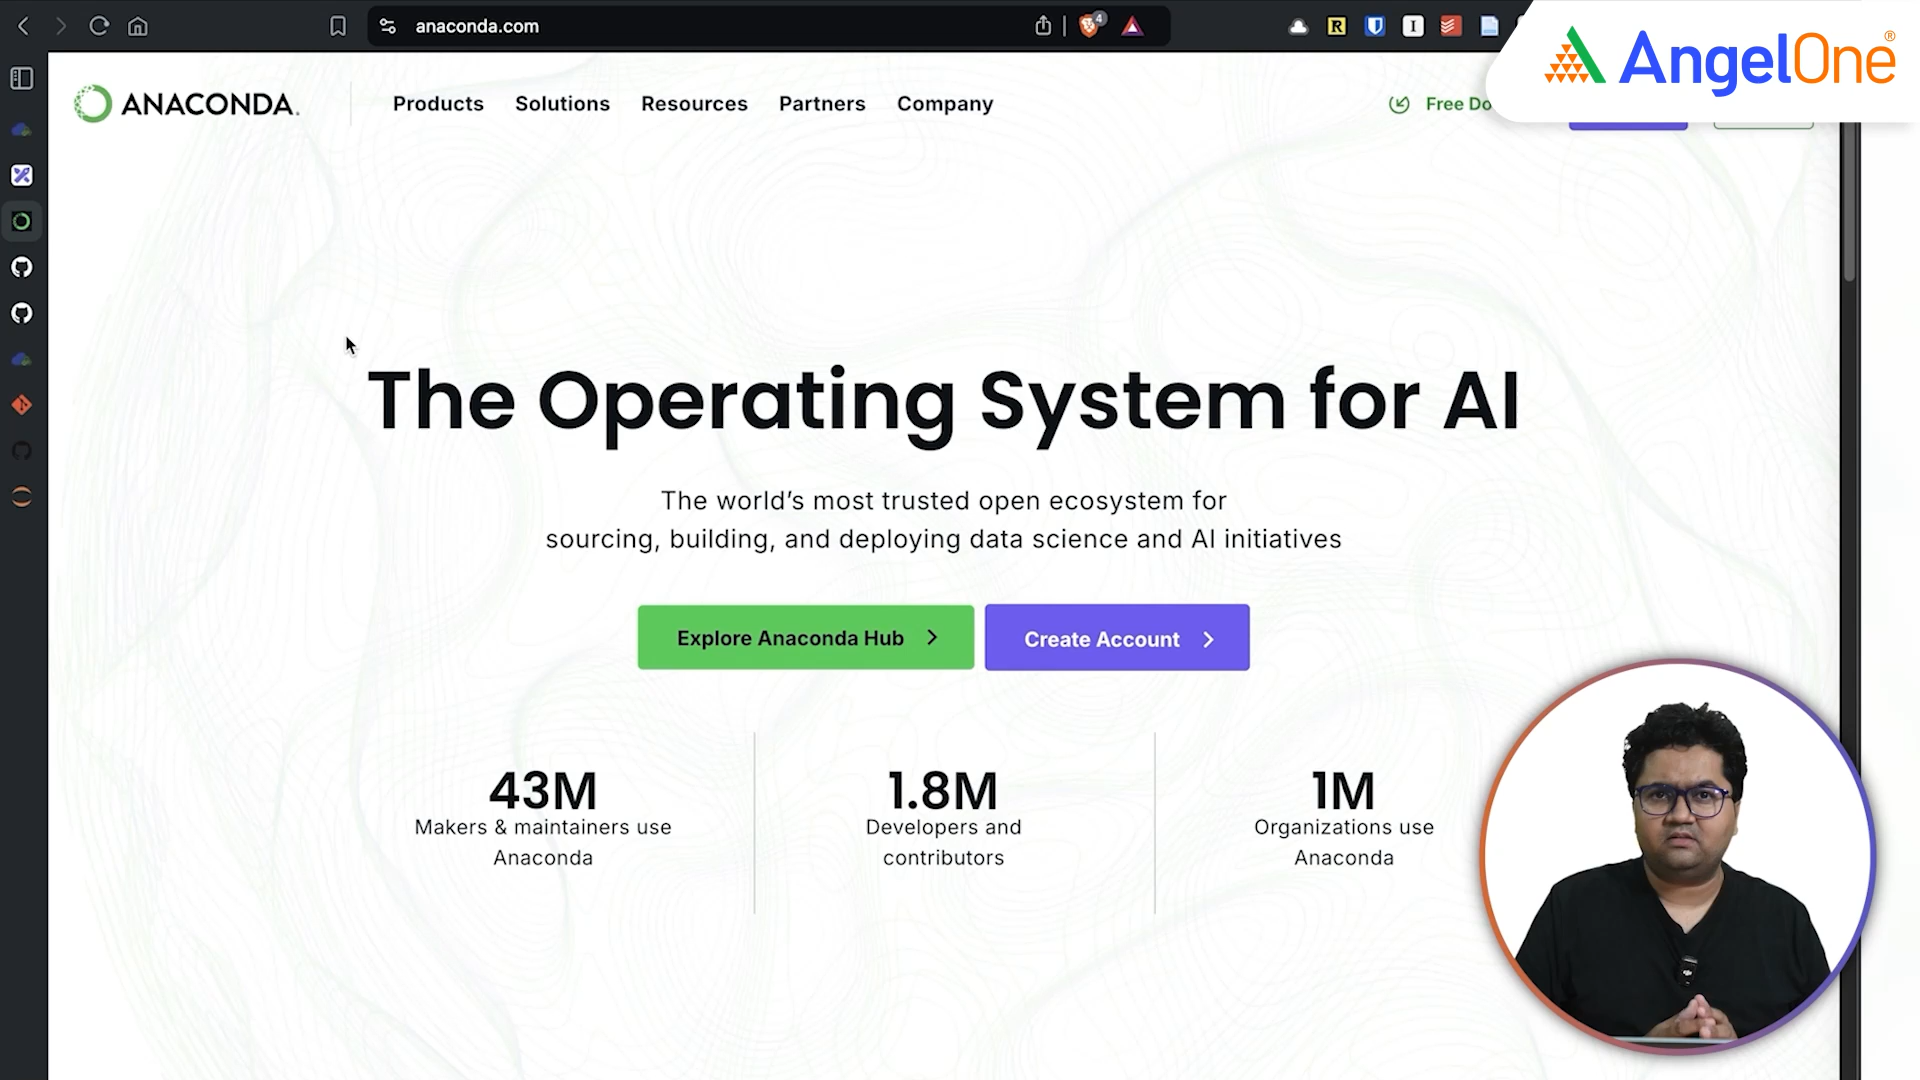 anaconda.com
4
R
I
AngelOne®
ANACONDA.
Products
Solutions
Resources
Partners
Company
Free
The Operating System for AI
The world's most trusted open ecosystem for
sourcing, building, and deploying data science and AI initiatives
Explore Anaconda Hub
Create Account
43M
Makers & maintainers use
Anaconda
1.8M
Developers and
contributors
1M
Organizations use
Anaconda